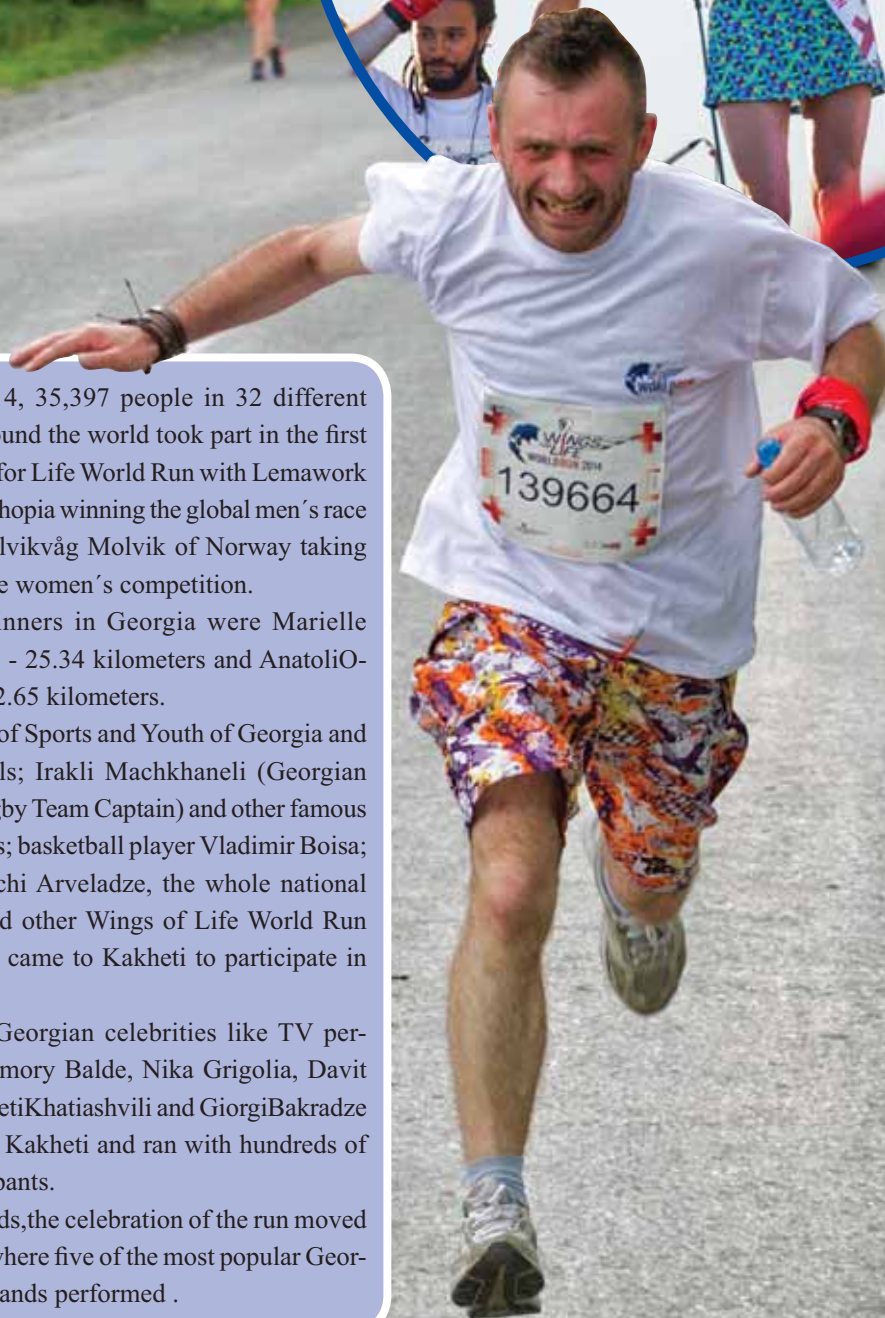 4, 35,397 people in 32 different
ound the world took part in the first
for Life World Run with Lemawork
hopia winning the global men´s race
lvikvåg Molvik of Norway taking
e women´s competition.
inners in Georgia were Marielle
- 25.34 kilometers and AnatoliO-
2.65 kilometers.
of Sports and Youth of Georgia and
ls; Irakli Machkhaneli (Georgian
gby Team Captain) and other famous
s; basketball player Vladimir Boisa;
chi Arveladze, the whole national
d other Wings of Life World Run
came to Kakheti to participate in
Georgian celebrities like TV per-
mory Balde, Nika Grigolia, Davit
etiKhatiashvili and GiorgiBakradze
Kakheti and ran with hundreds of
pants.
ds,the celebration of the run moved
where five of the most popular Geor-
ands performed .
WORLD RUN
WINGS
for LIFE
WORLD RUN 2014
139664